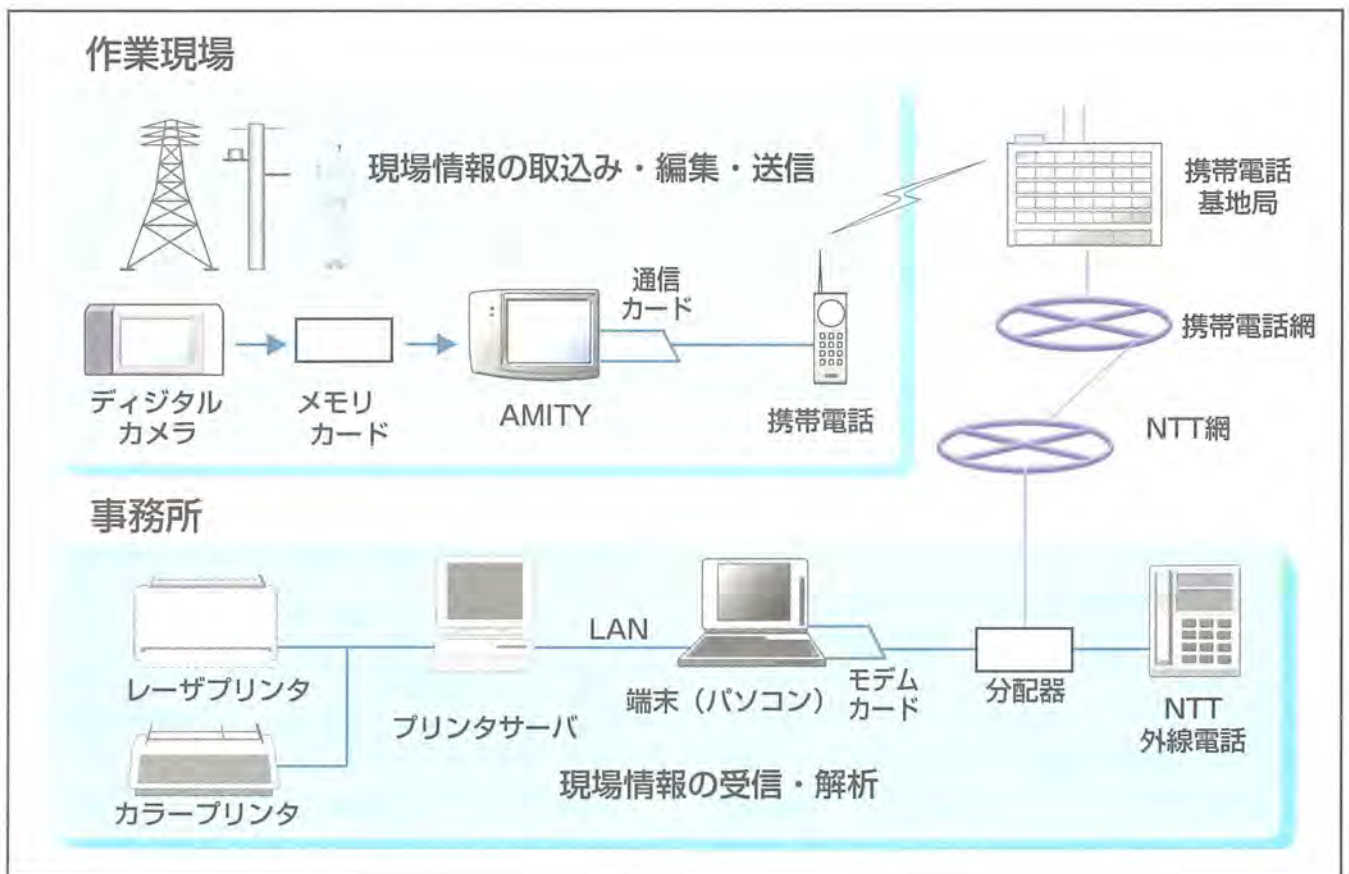 作業現場
現場情報の取込み・編集・送信
携帯電話
基地局
通信
カード
携帯電話網
ディジタル
カメラ
メモリ
カード
AMITY
携帯電話
NTT網
事務所
LAN
レーザプリンタ
プリンタサーバ
端末(パソコン)
モデム
カード
分配器
NTT
外線電話
カラープリンタ
現場情報の受信・解析